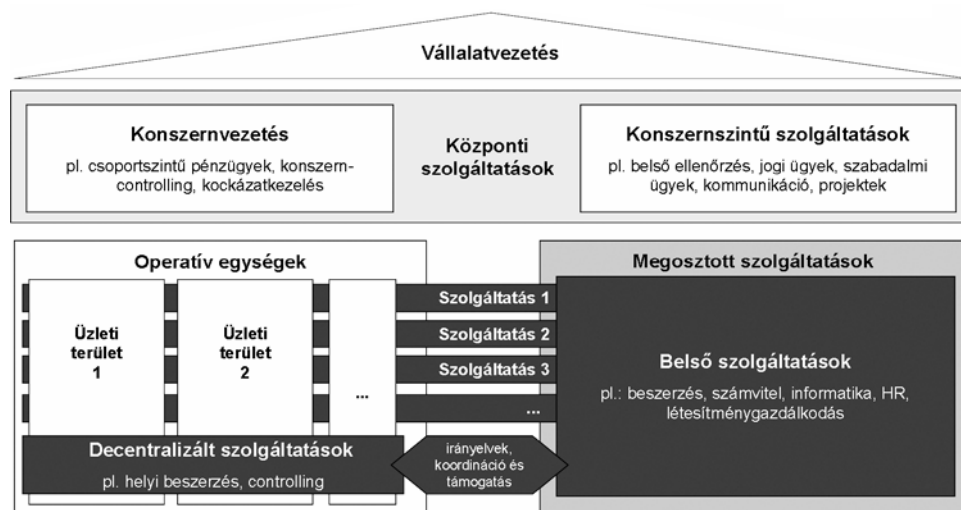 Vállalatvezetés
Konszernvezetés
pl. csoportszintű pénzügyek, konszern-
controlling, kockázatkezelés
Központi
szolgáltatások
Konszernszintű szolgáltatások
pl. belső ellenőrzés, jogi ügyek, szabadalmi
ügyek, kommunikáció, projektek
Operatív egységek
Üzleti
terület
1
Üzleti
terület
2
...
Szolgáltatás 1
Szolgáltatás 2
Szolgáltatás 3
...
Decentralizált szolgáltatások
pl. helyi beszerzés, controlling
irányelvek,
koordináció és
támogatás
Megosztott szolgáltatások
Belső szolgáltatások
pl.: beszerzés, számvitel, informatika, HR,
létesítménygazdálkodás